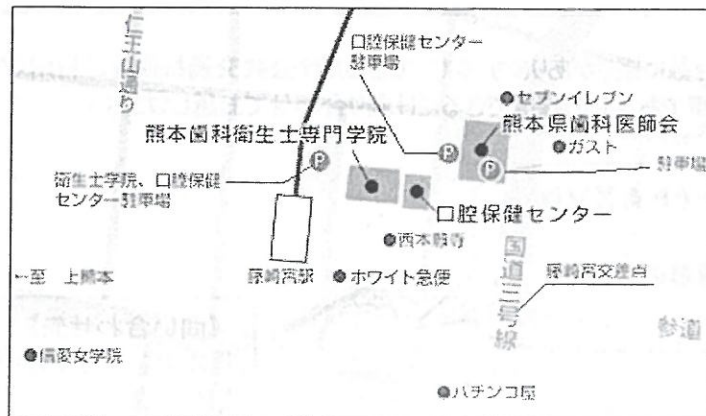 仁王山通り
口腔保健センター
駐車場
セブンイレブン
熊本県歯科医師会
熊本歯科衛生士専門学院
ガスト
P
P
P
駐車場
衛生士学院、口腔保健
センター駐車場
口腔保健センター
西本願寺
国道三号線
←至 上熊本
藤崎宮駅
ホワイト急便
藤崎宮交差点
参道
信愛女学院
パチンコ屋